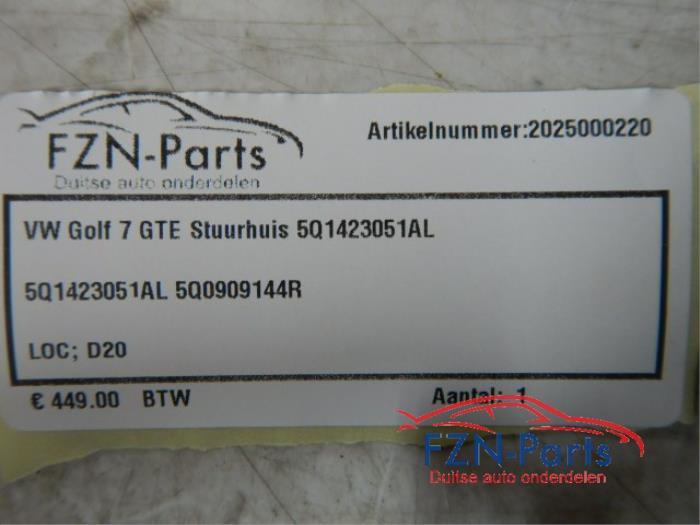 Artikelnummer:2025000220
FZN-Parts
Duitse auto onderdelen
VW Golf 7 GTE Stuurhuis 5Q1423051AL
5Q1423051AL 5Q0909144R
LOC; D20
€ 449.00 BTW
Aantal: 1
FZN-Parts
Duitse auto onderdelen